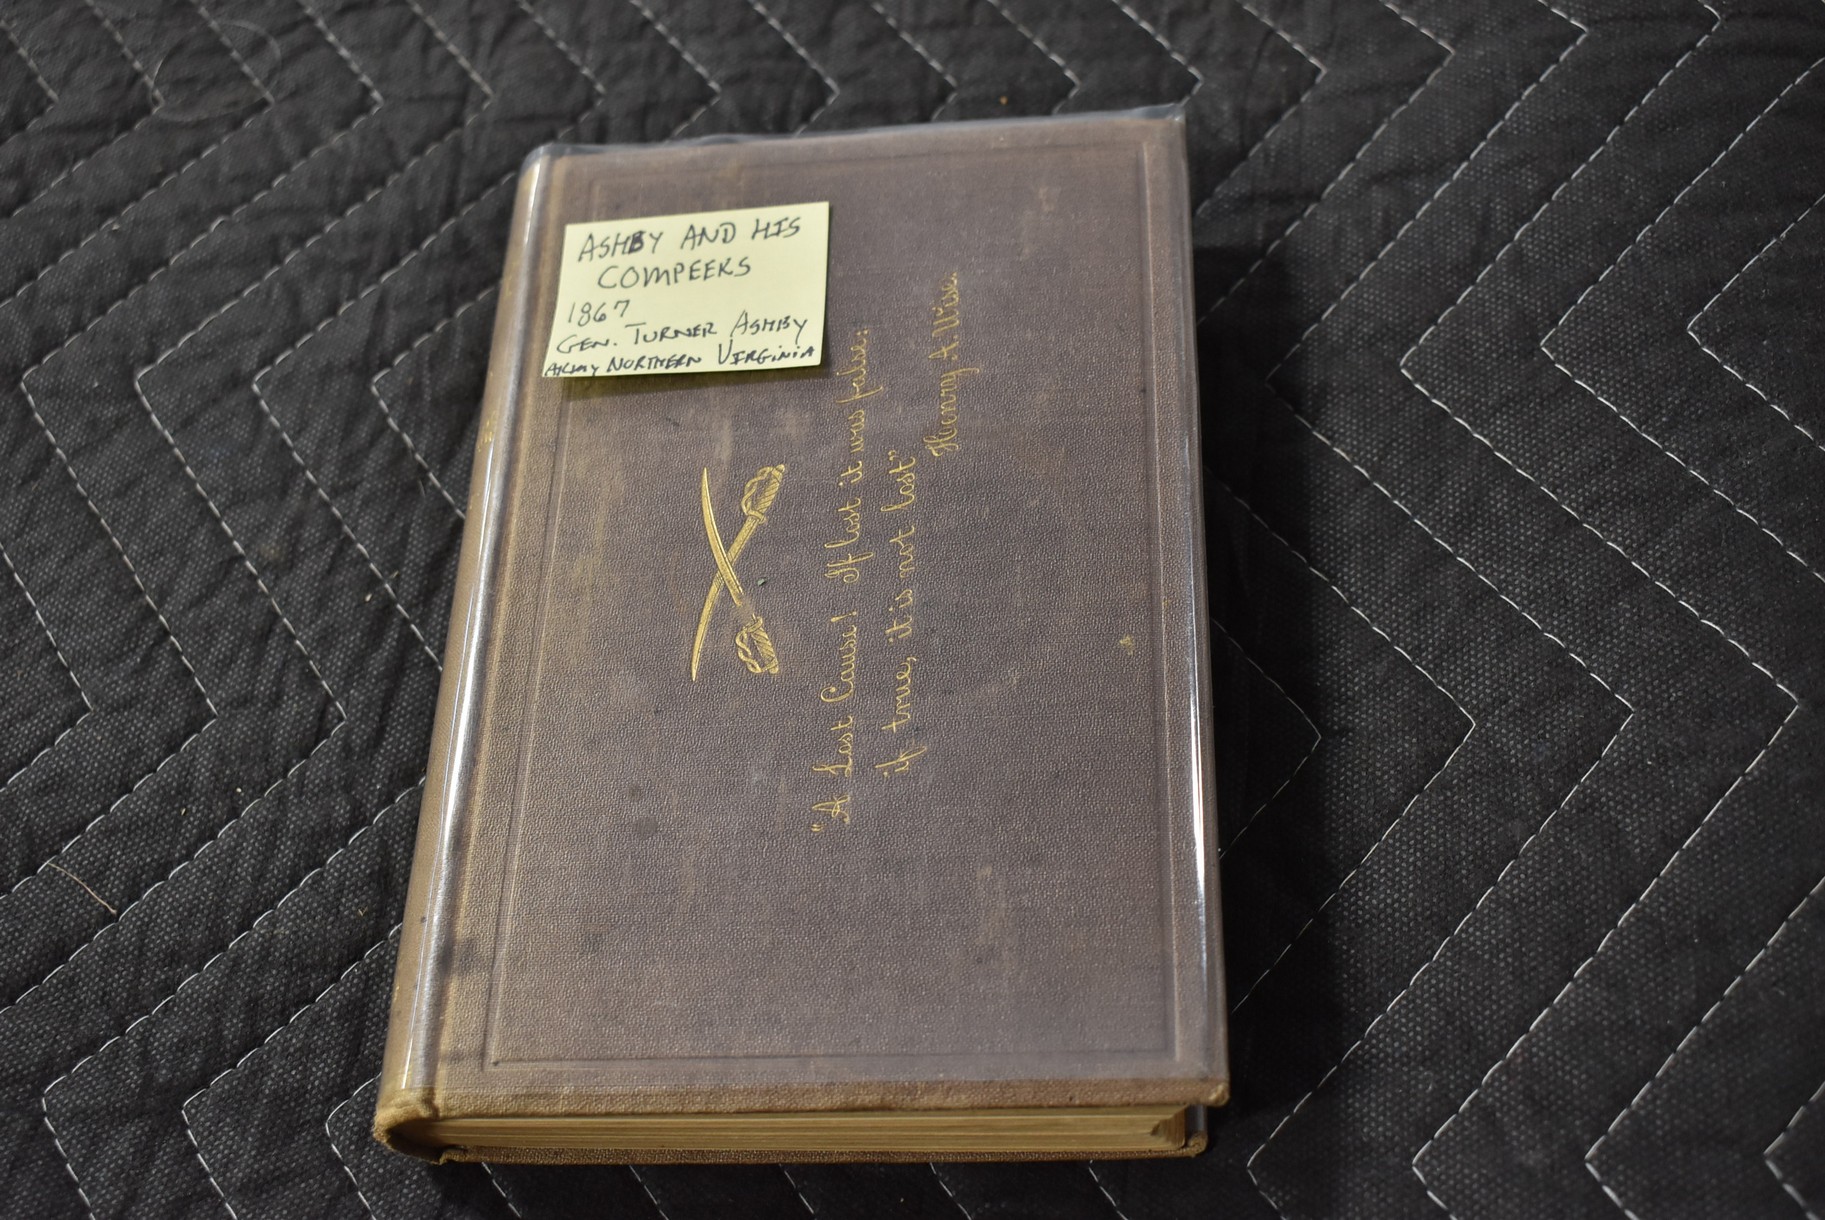 ASHBY AND HIS
COMPEERS
1867
GEN. TURNER ASHBY
ARMY NORTHERN VIRGINIA
"A Lost Cause! If lost it was false:
if true, it is not lost"
Henry A. Wise.